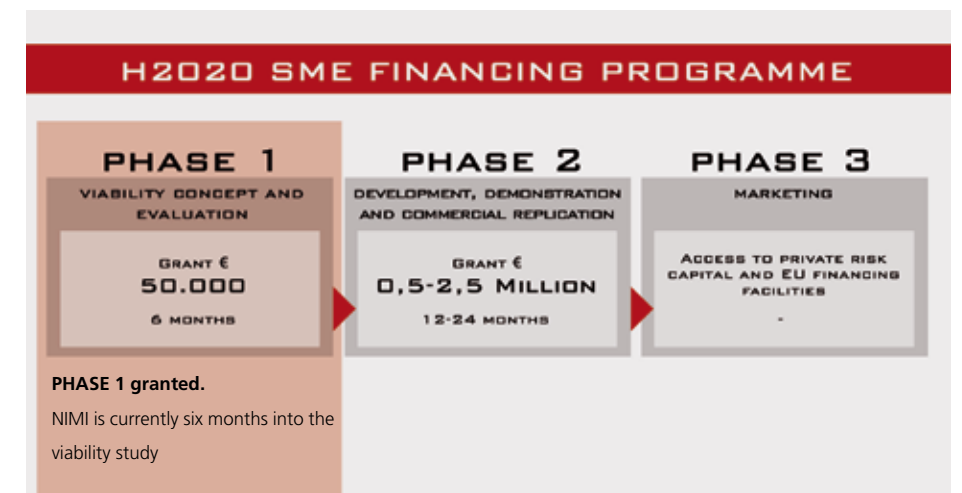 H2020 SME FINANCING PROGRAMME
PHASE 1
VIABILITY CONCEPT AND
EVALUATION
GRANT €
50.000
6 MONTHS
PHASE 2
DEVELOPMENT, DEMONSTRATION
AND COMMERCIAL REPLICATION
GRANT €
0,5-2,5 MILLION
12-24 MONTHS
PHASE 3
MARKETING
ACCESS TO PRIVATE RISK
CAPITAL AND EU FINANCING
FACILITIES
-
PHASE 1 granted.
NIMI is currently six months into the
viability study